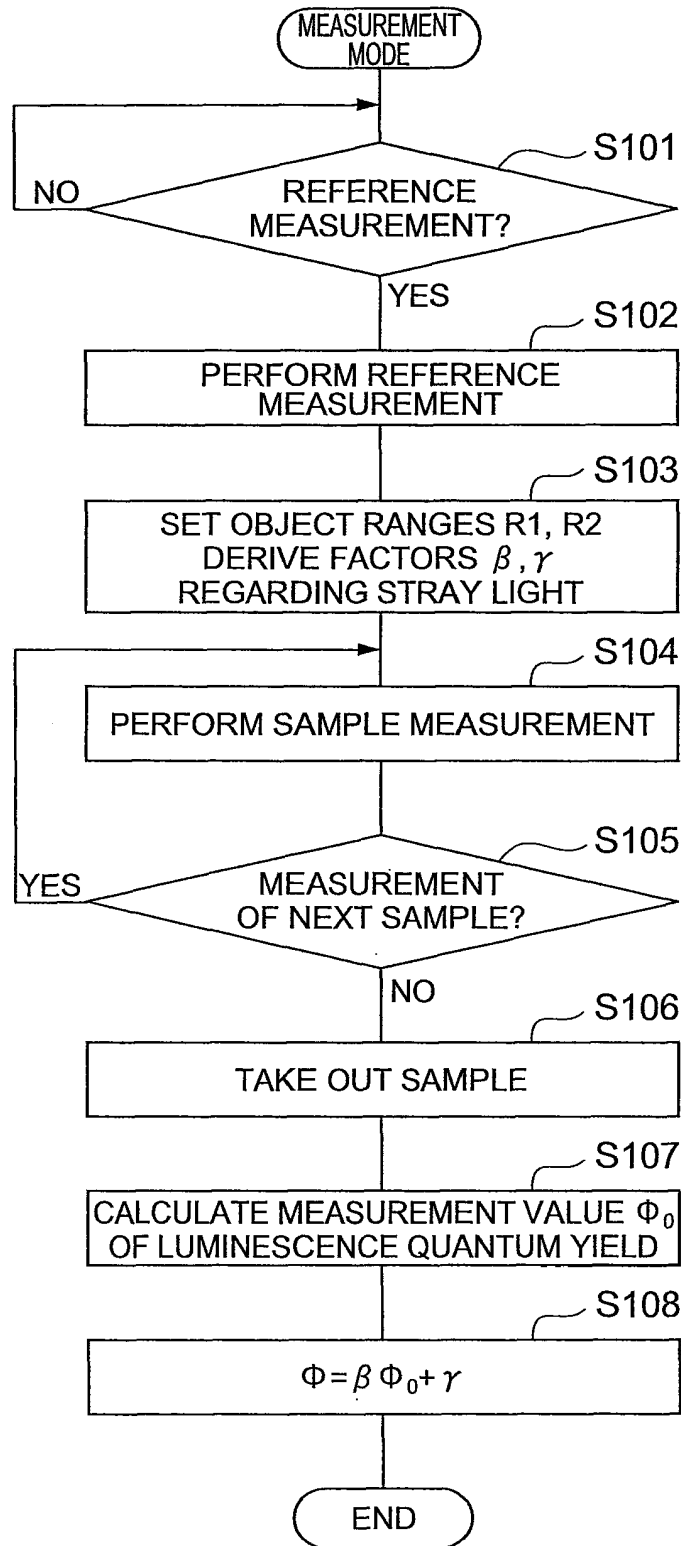 MEASUREMENT
MODE
S101
NO
REFERENCE
MEASUREMENT?
YES
S102
PERFORM REFERENCE
MEASUREMENT
S103
SET OBJECT RANGES R1, R2
DERIVE FACTORS β, γ
REGARDING STRAY LIGHT
S104
PERFORM SAMPLE MEASUREMENT
S105
YES
MEASUREMENT
OF NEXT SAMPLE?
NO
S106
TAKE OUT SAMPLE
S107
CALCULATE MEASUREMENT VALUE Φ₀
OF LUMINESCENCE QUANTUM YIELD
S108
Φ=βΦ₀+γ
END